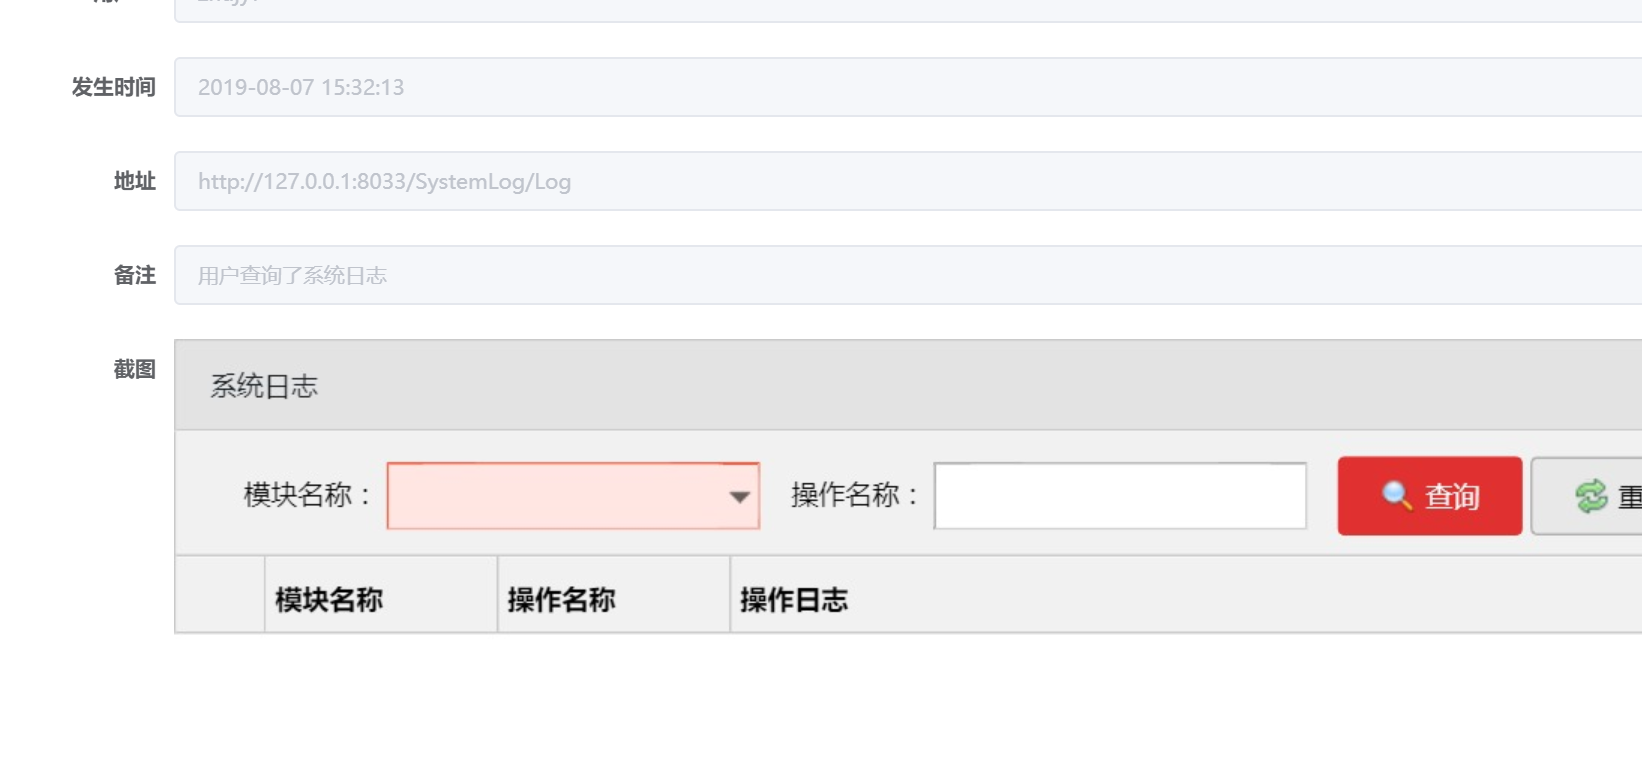 发生时间 2019-08-07 15:32:13
地址 http://127.0.0.1:8033/SystemLog/Log
备注 用户查询了系统日志
截图
系统日志
模块名称： 操作名称： 查询 重
模块名称 操作名称 操作日志